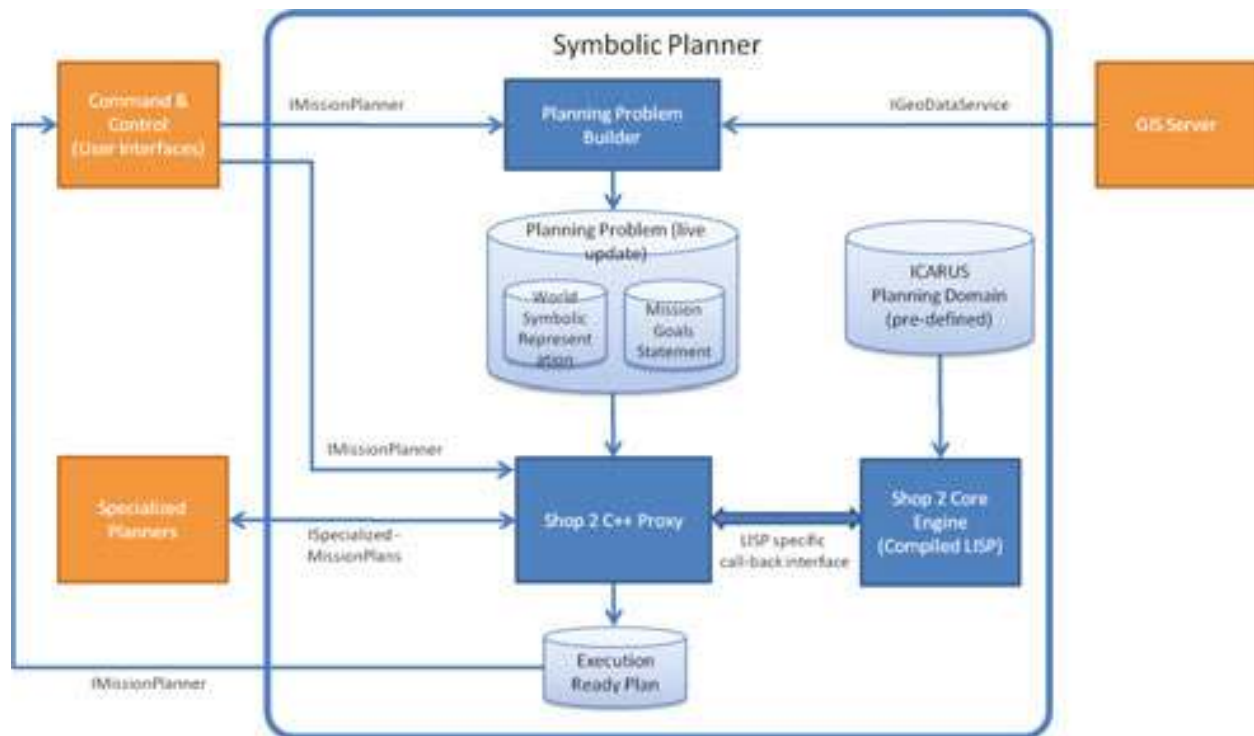 Symbolic Planner
Command &
Control
(User Interfaces)
IMissionPlanner
Planning Problem
Builder
IGeoDataService
GIS Server
Planning Problem (live
update)
World
Symbolic
Represent
ation
Mission
Goals
Statement
ICARUS
Planning Domain
(pre-defined)
IMissionPlanner
Specialized
Planners
ISpecialized -
MissionPlans
Shop 2 C++ Proxy
LISP specific
call-back interface
Shop 2 Core
Engine
(Compiled LISP)
Execution
Ready Plan
IMissionPlanner